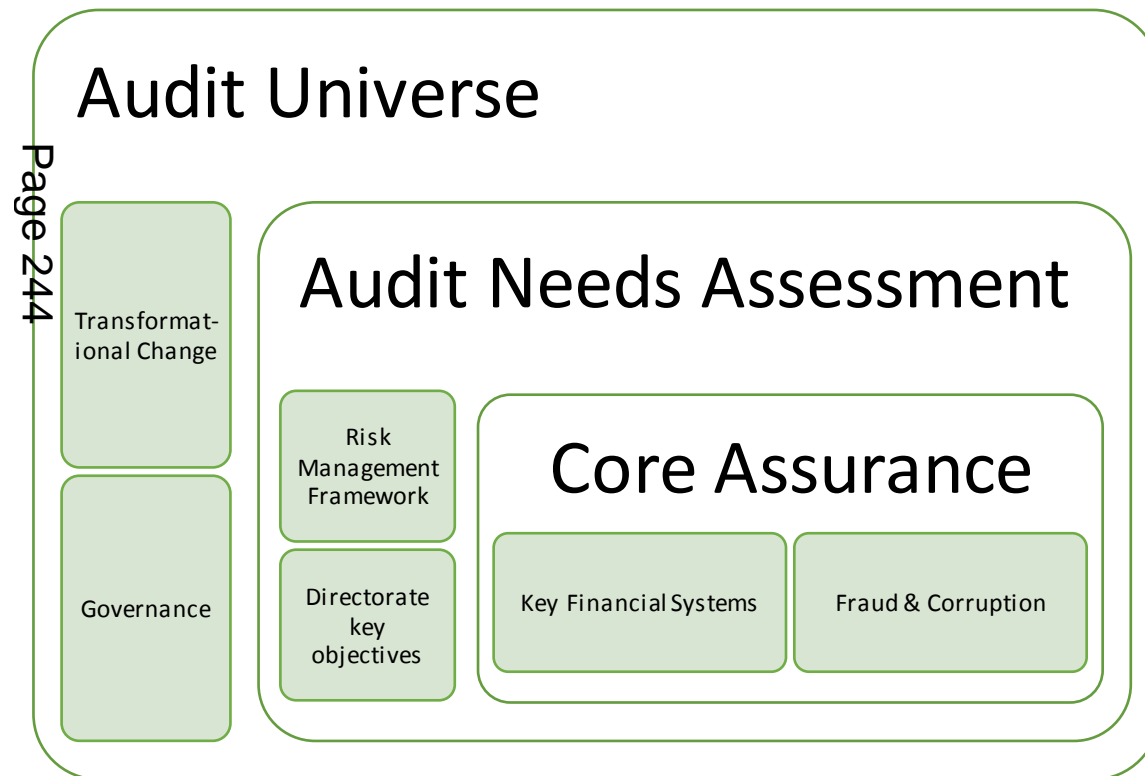 Audit Universe
Page 244
Transformat-
ional Change
Governance
Audit Needs Assessment
Risk
Management
Framework
Directorate
key
objectives
Core Assurance
Key Financial Systems
Fraud & Corruption